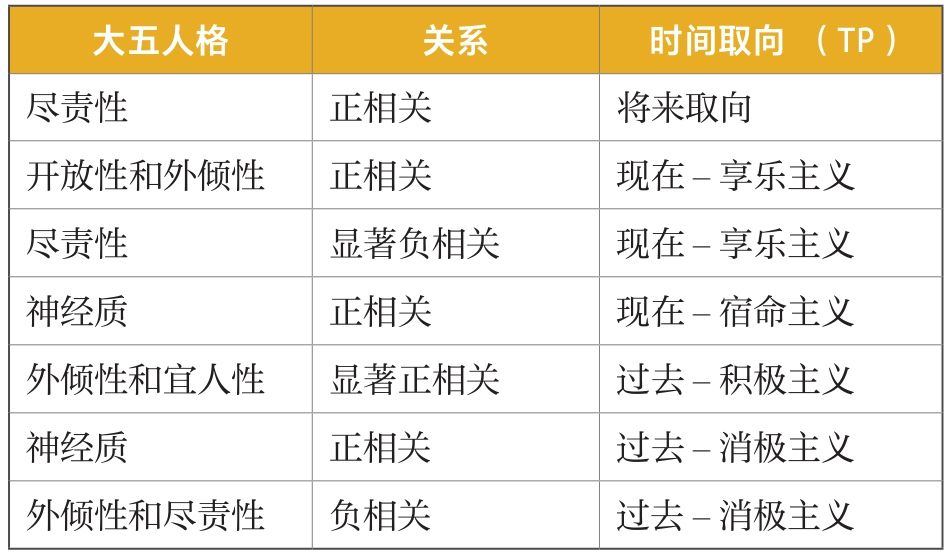 大五人格 关系 时间取向 （TP）
尽责性 正相关 将来取向
开放性和外倾性 正相关 现在 – 享乐主义
尽责性 显著负相关 现在 – 享乐主义
神经质 正相关 现在 – 宿命主义
外倾性和宜人性 显著正相关 过去 – 积极主义
神经质 正相关 过去 – 消极主义
外倾性和尽责性 负相关 过去 – 消极主义